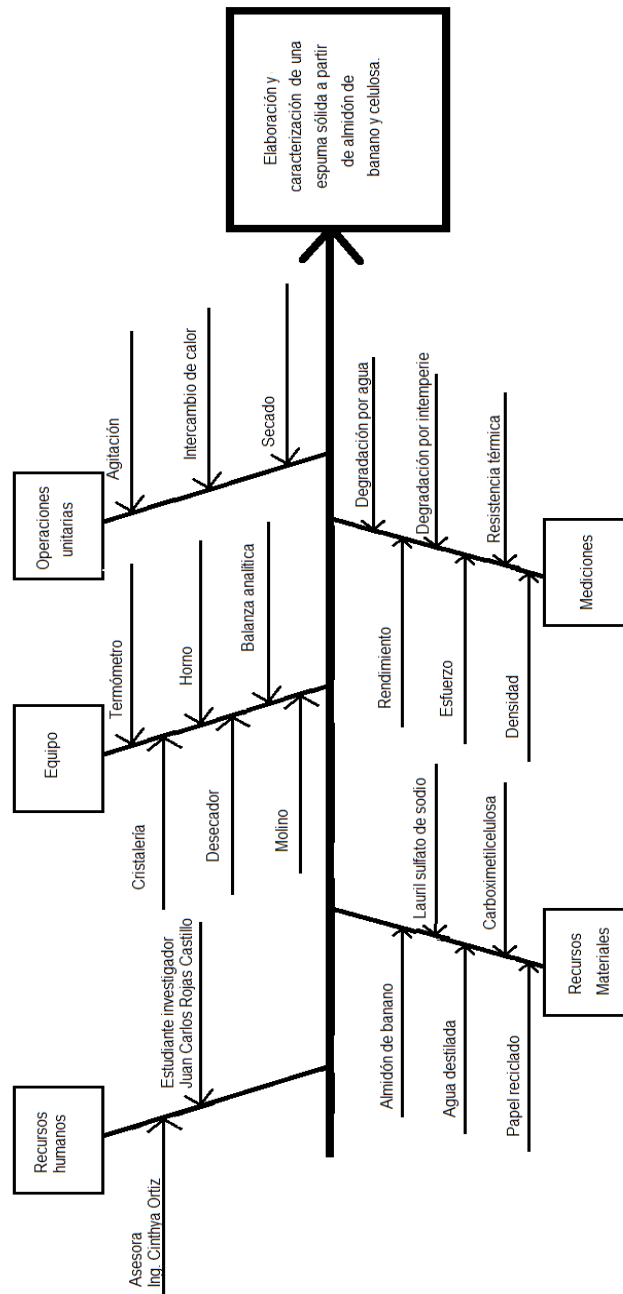 Recursos
humanos
Asesora
Ing. Cinthya Ortiz
Estudiante investigador
Juan Carlos Rojas Castillo
Equipo
Termómetro
Cristalería
Horno
Desecador
Balanza analítica
Molino
Operaciones
unitarias
Agitación
Intercambio de calor
Secado
Elaboración y
caracterización de una
espuma sólida a partir
de almidón de
banano y celulosa.
Almidón de banano
Lauril sulfato de sodio
Agua destilada
Carboximetilcelulosa
Papel reciclado
Recursos
Materiales
Degradación por agua
Rendimiento
Degradación por intemperie
Esfuerzo
Resistencia térmica
Densidad
Mediciones